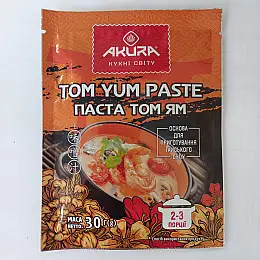 AKURA
КУХНІ СВІТУ
TOM YUM PASTE
ПАСТА ТОМ ЯМ
ОСНОВА ДЛЯ
ПРИГОТУВАННЯ
ТАЙСЬКОГО
СУПУ
2-3
ПОРЦІЇ
МАСА
НЕТТО:
30 г(g)